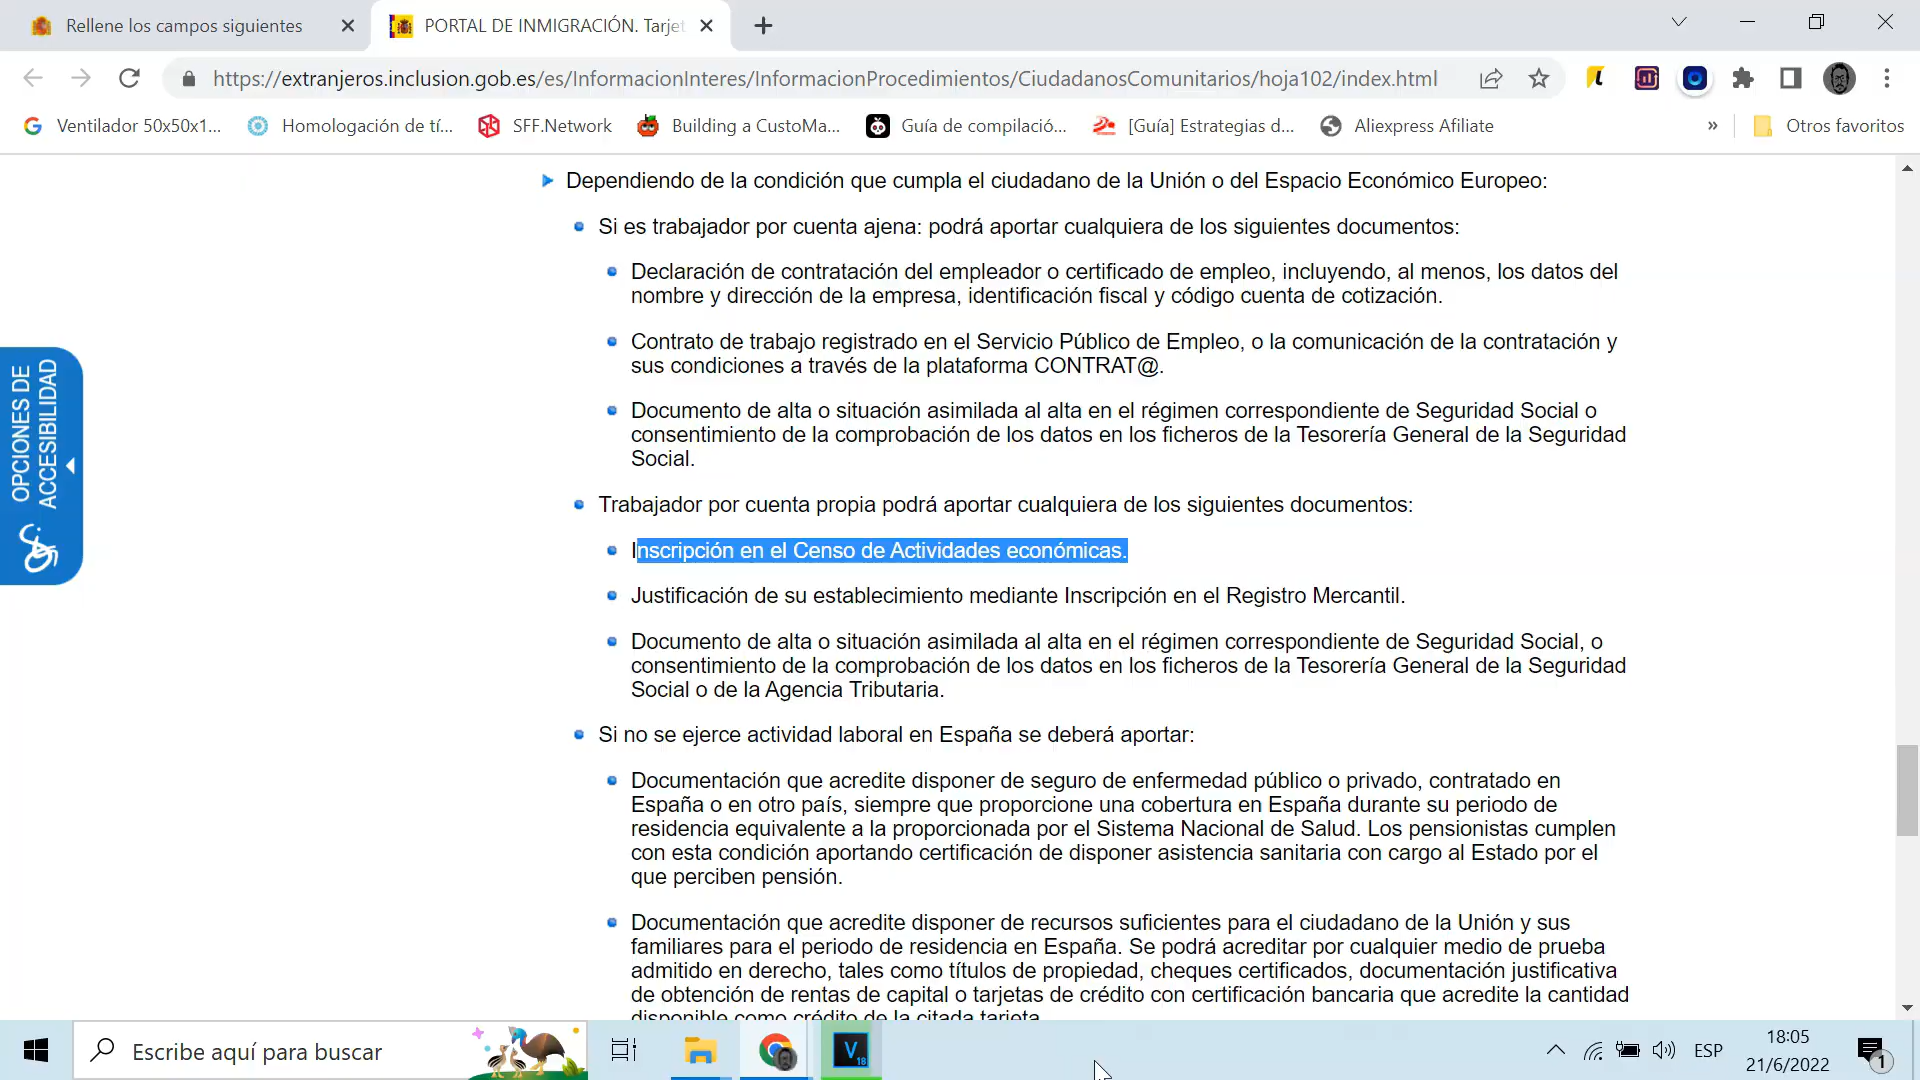 Rellene los campos siguientes
PORTAL DE INMIGRACIÓN. Tarjet
https://extranjeros.inclusion.gob.es/es/InformacionInteres/InformacionProcedimientos/CiudadanosComunitarios/hoja102/index.html
Ventilador 50x50x1... Homologación de tí... SFF.Network Building a CustoMa... Guía de compilació... [Guía] Estrategias d... Aliexpress Afiliate » Otros favoritos
Dependiendo de la condición que cumpla el ciudadano de la Unión o del Espacio Económico Europeo:
Si es trabajador por cuenta ajena: podrá aportar cualquiera de los siguientes documentos:
Declaración de contratación del empleador o certificado de empleo, incluyendo, al menos, los datos del
nombre y dirección de la empresa, identificación fiscal y código cuenta de cotización.
Contrato de trabajo registrado en el Servicio Público de Empleo, o la comunicación de la contratación y
sus condiciones a través de la plataforma CONTRAT@.
Documento de alta o situación asimilada al alta en el régimen correspondiente de Seguridad Social o
consentimiento de la comprobación de los datos en los ficheros de la Tesorería General de la Seguridad
Social.
Trabajador por cuenta propia podrá aportar cualquiera de los siguientes documentos:
Inscripción en el Censo de Actividades económicas.
Justificación de su establecimiento mediante Inscripción en el Registro Mercantil.
Documento de alta o situación asimilada al alta en el régimen correspondiente de Seguridad Social, o
consentimiento de la comprobación de los datos en los ficheros de la Tesorería General de la Seguridad
Social o de la Agencia Tributaria.
Si no se ejerce actividad laboral en España se deberá aportar:
Documentación que acredite disponer de seguro de enfermedad público o privado, contratado en
España o en otro país, siempre que proporcione una cobertura en España durante su periodo de
residencia equivalente a la proporcionada por el Sistema Nacional de Salud. Los pensionistas cumplen
con esta condición aportando certificación de disponer asistencia sanitaria con cargo al Estado por el
que perciben pensión.
Documentación que acredite disponer de recursos suficientes para el ciudadano de la Unión y sus
familiares para el periodo de residencia en España. Se podrá acreditar por cualquier medio de prueba
admitido en derecho, tales como títulos de propiedad, cheques certificados, documentación justificativa
de obtención de rentas de capital o tarjetas de crédito con certificación bancaria que acredite la cantidad
disponible como crédito de la citada tarjeta.
OPCIONES DE
ACCESIBILIDAD
Escribe aquí para buscar
V
18
ESP
18:05
21/6/2022
1